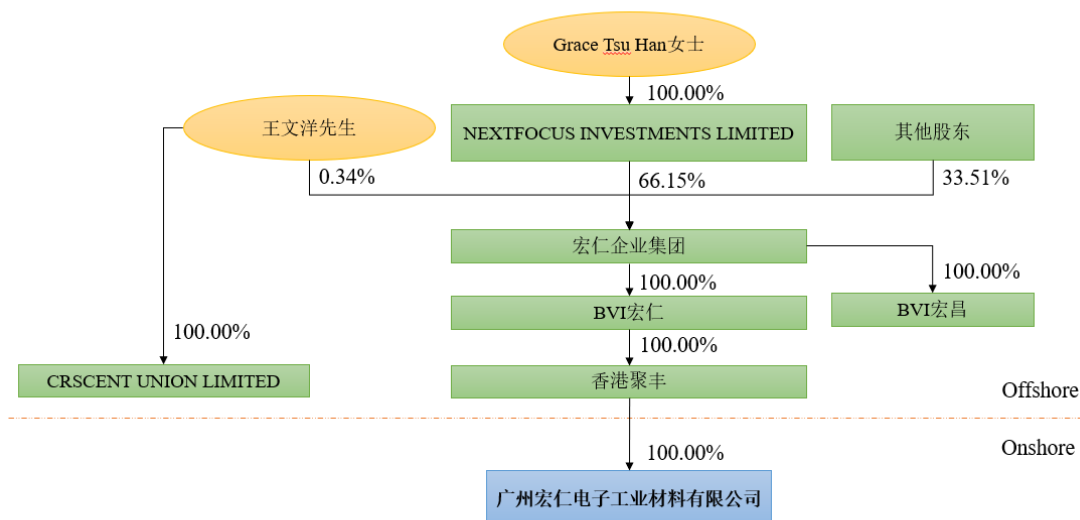 Grace Tsu Han女士
100.00%
王文洋先生
NEXTFOCUS INVESTMENTS LIMITED
其他股东
0.34%
66.15%
33.51%
宏仁企业集团
100.00%
100.00%
BVI宏仁
BVI宏昌
100.00%
100.00%
CRSCENT UNION LIMITED
香港聚丰
Offshore
Onshore
100.00%
广州宏仁电子工业材料有限公司